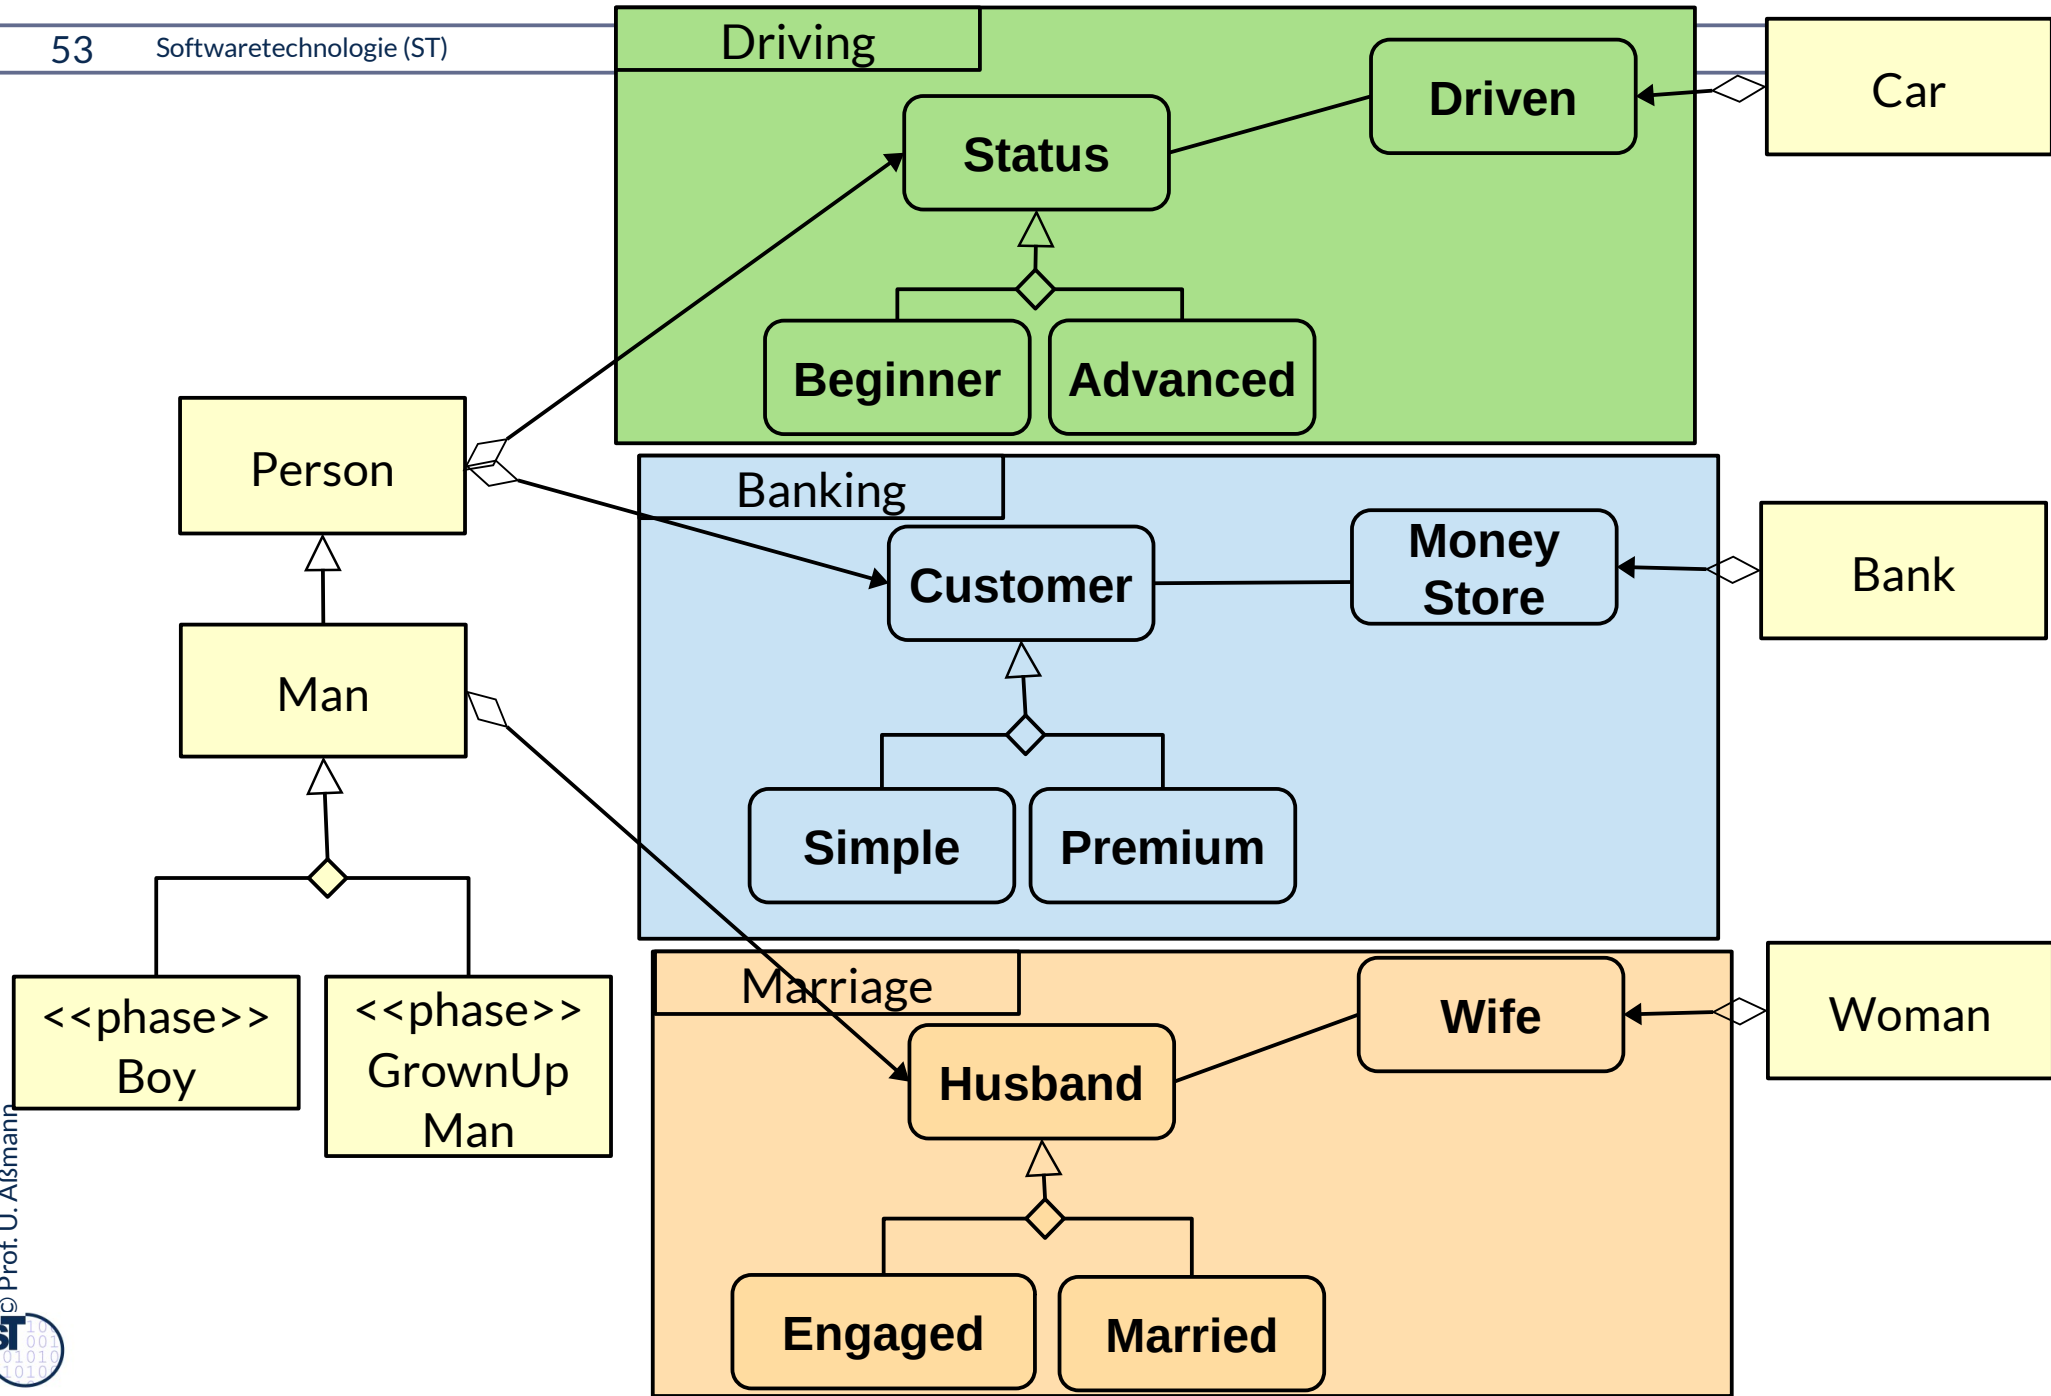 53 Softwaretechnologie (ST)
Driving
Driven
Car
Status
Beginner
Advanced
Person
Banking
Money
Store
Customer
Bank
Man
Simple
Premium
Marriage
Wife
Woman
<<phase>>
Boy
<<phase>>
GrownUp
Man
Husband
Engaged
Married
© Prof. U. Aßmann
ST